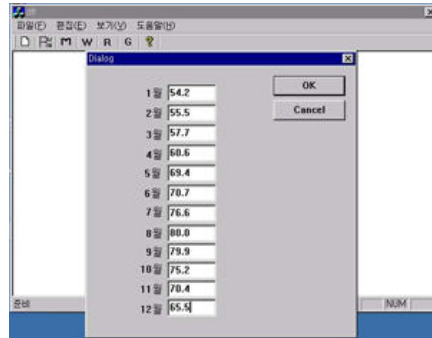 파일(F) 편집(E) 보기(V) 도움말(H)
M W R G ?
Dialog
1월 54.2
OK
2월 55.5
Cancel
3월 57.7
4월 60.6
5월 69.4
6월 70.7
7월 76.6
8월 80.0
9월 79.9
10월 75.2
11월 70.4
12월 65.5
준비
NUM